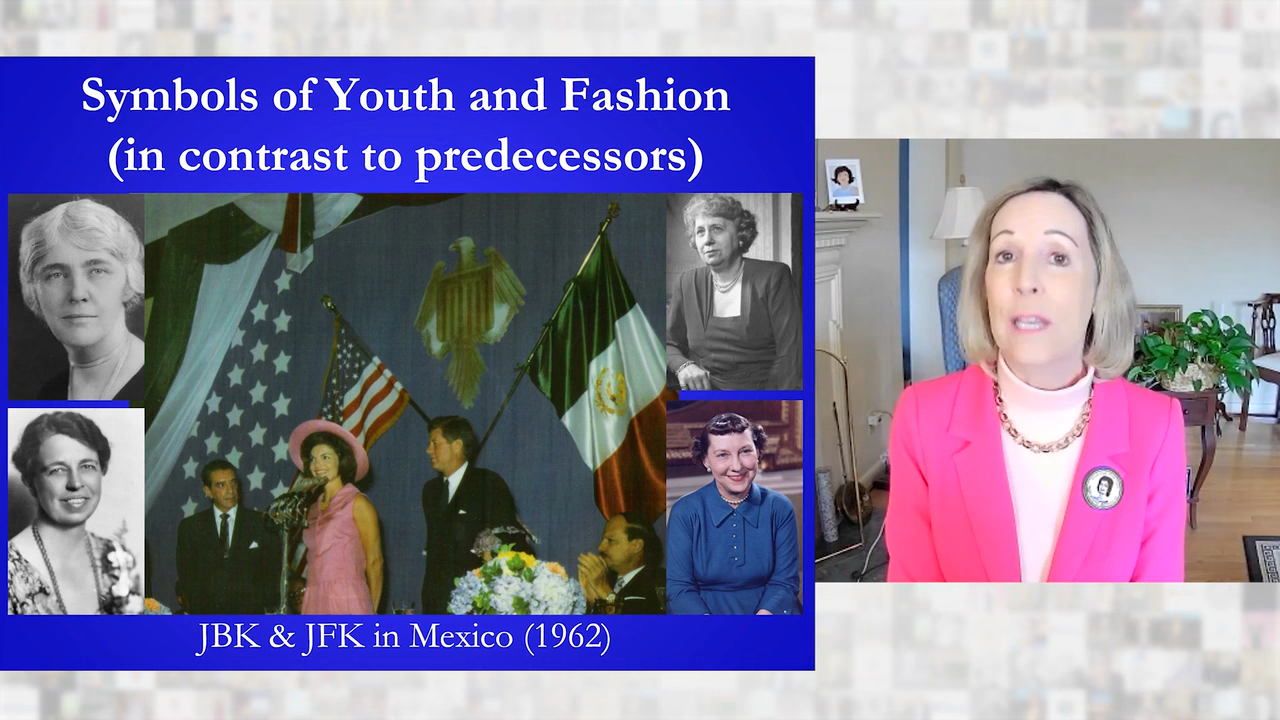 Symbols of Youth and Fashion
(in contrast to predecessors)
JBK & JFK in Mexico (1962)